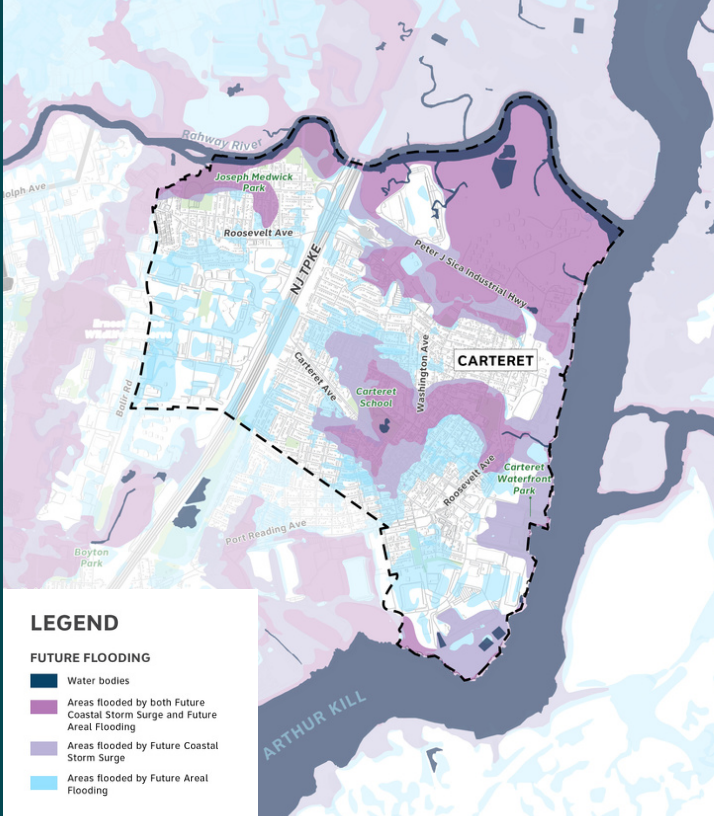 Rahway River
olph Ave
Joseph Medwick
Park
Roosevelt Ave
NJ TPKE
Peter J Sica Industrial Hwy
CARTERET
Washington Ave
Carteret Ave
Carteret
School
Blair Rd
Roosevelt Ave
Carteret
Waterfront
Park
Port Reading Ave
Boyton
Park
ARTHUR KILL
LEGEND
FUTURE FLOODING
Water bodies
Areas flooded by both Future
Coastal Storm Surge and Future
Areal Flooding
Areas flooded by Future Coastal
Storm Surge
Areas flooded by Future Areal
Flooding